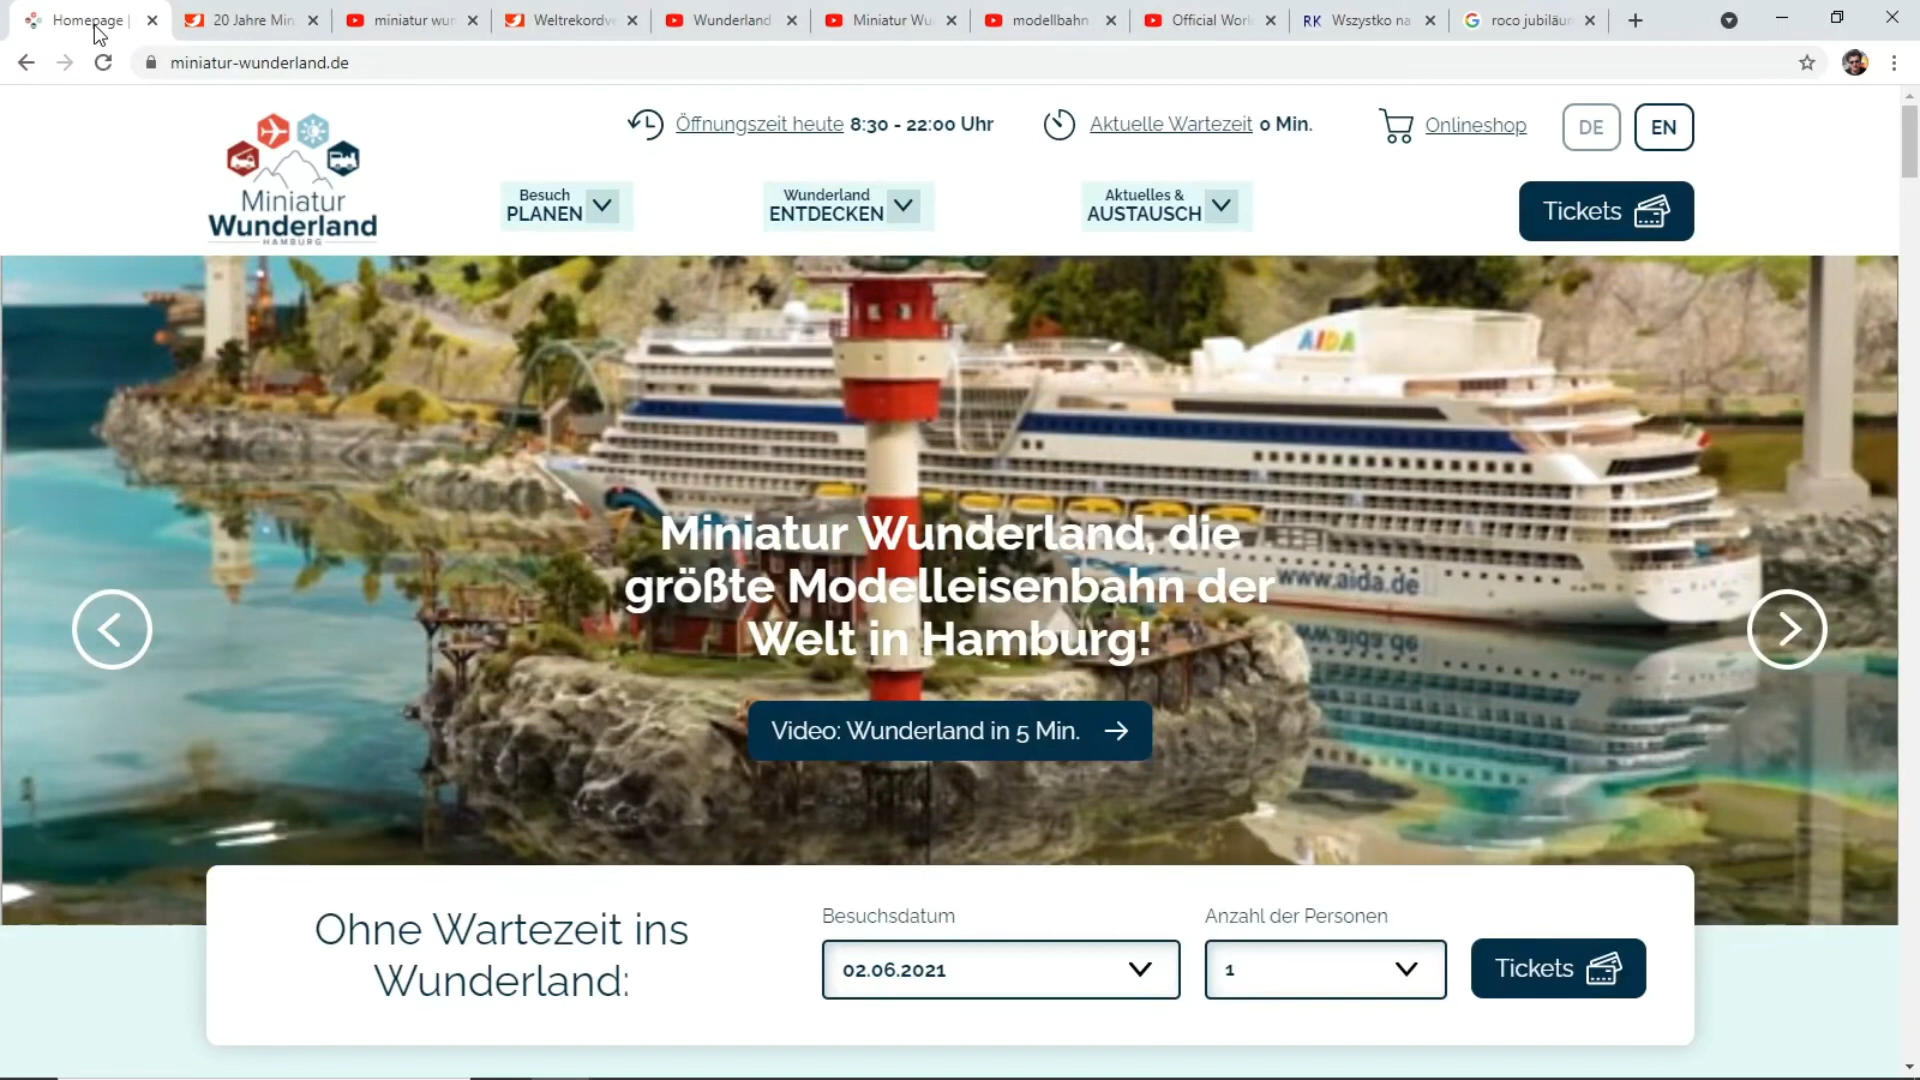 Homepage |
20 Jahre Min
miniatur wur
Weltrekordve
Wunderland
Miniatur Wu
modellbahn
Official Worl
RK Wszystko na
roco jubiläum
miniatur-wunderland.de
Öffnungszeit heute 8:30 - 22:00 Uhr
Aktuelle Wartezeit 0 Min.
Onlineshop
DE
EN
Miniatur
Wunderland
HAMBURG
Besuch
PLANEN
Wunderland
ENTDECKEN
Aktuelles &
AUSTAUSCH
Tickets
AIDA
www.aida.de
Miniatur Wunderland, die
größte Modelleisenbahn der
Welt in Hamburg!
Video: Wunderland in 5 Min.
Ohne Wartezeit ins
Wunderland:
Besuchsdatum
02.06.2021
Anzahl der Personen
1
Tickets